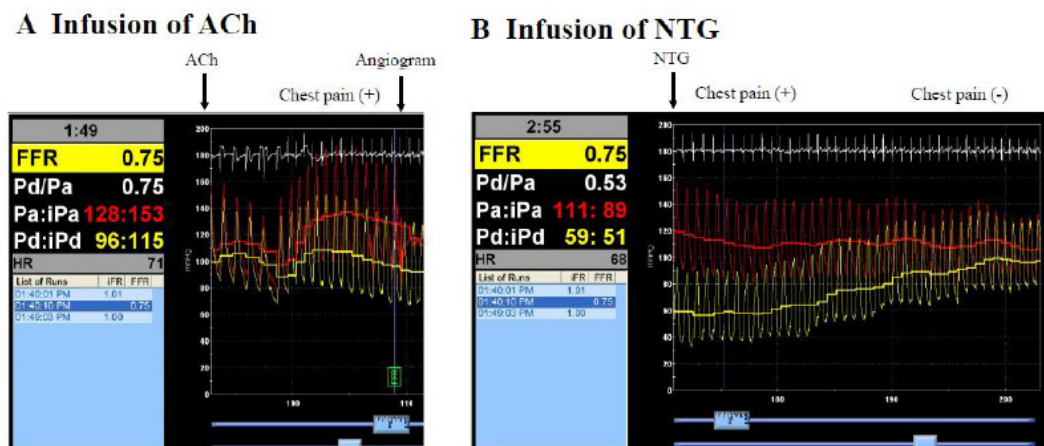 A Infusion of ACh
ACh
Angiogram
Chest pain (+)
1:49
FFR 0.75
Pd/Pa 0.75
Pa:iPa 128:153
Pd:iPd 96:115
HR 71
List of Runs iFR FFR
01:40:01 PM 1.01
01:40:10 PM 0.75
01:49:03 PM 1.00
200
180
160
140
120
100
80
60
40
20
0
mmHg
FFR
100
110
B Infusion of NTG
NTG
Chest pain (+)
Chest pain (-)
2:55
FFR 0.75
Pd/Pa 0.53
Pa:iPa 111: 89
Pd:iPd 59: 51
HR 68
List of Runs iFR FFR
01:40:01 PM 1.01
01:40:10 PM 0.75
01:49:03 PM 1.00
200
180
160
140
120
100
80
60
40
20
0
mmHg
150
200